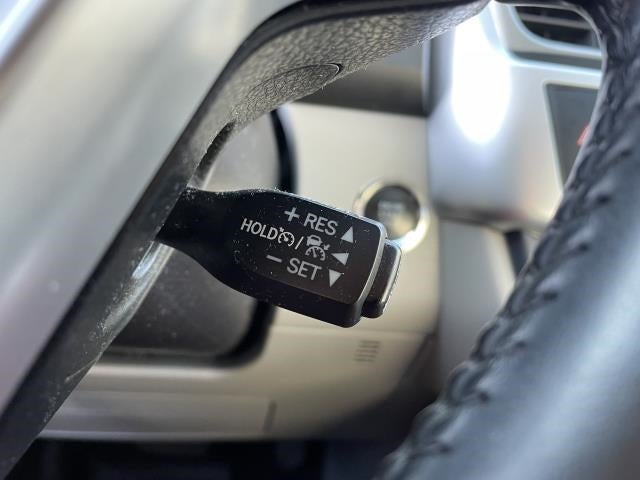 + RES ▲
HOLD / ◀
− SET ▼